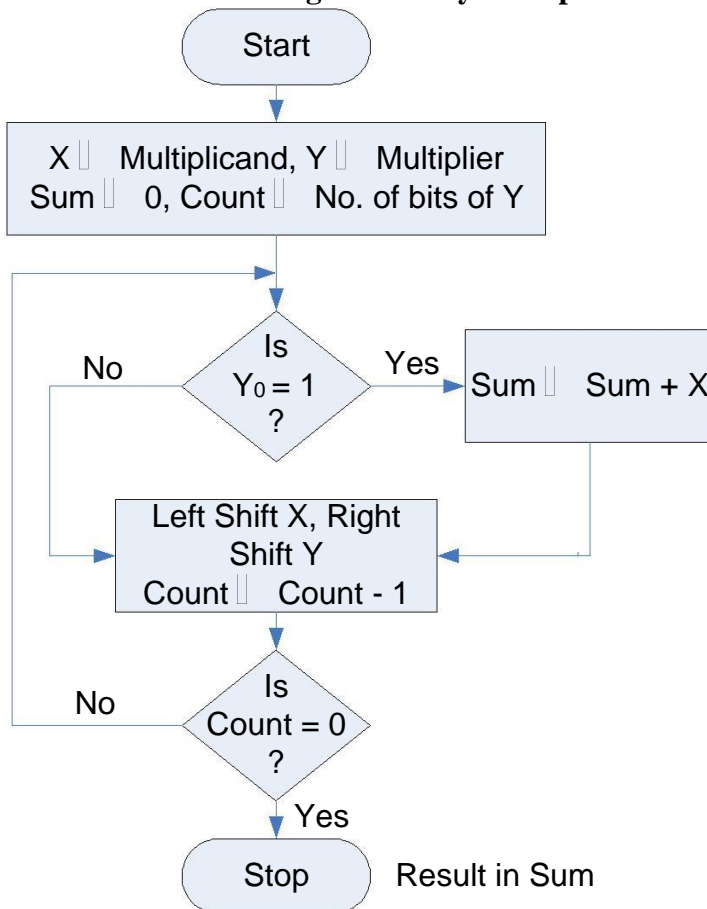 Start
X Multiplicand, Y Multiplier
Sum 0, Count No. of bits of Y
Is
Y0 = 1
?
No
Yes
Sum Sum + X
Left Shift X, Right
Shift Y
Count Count - 1
Is
Count = 0
?
No
Yes
Stop
Result in Sum